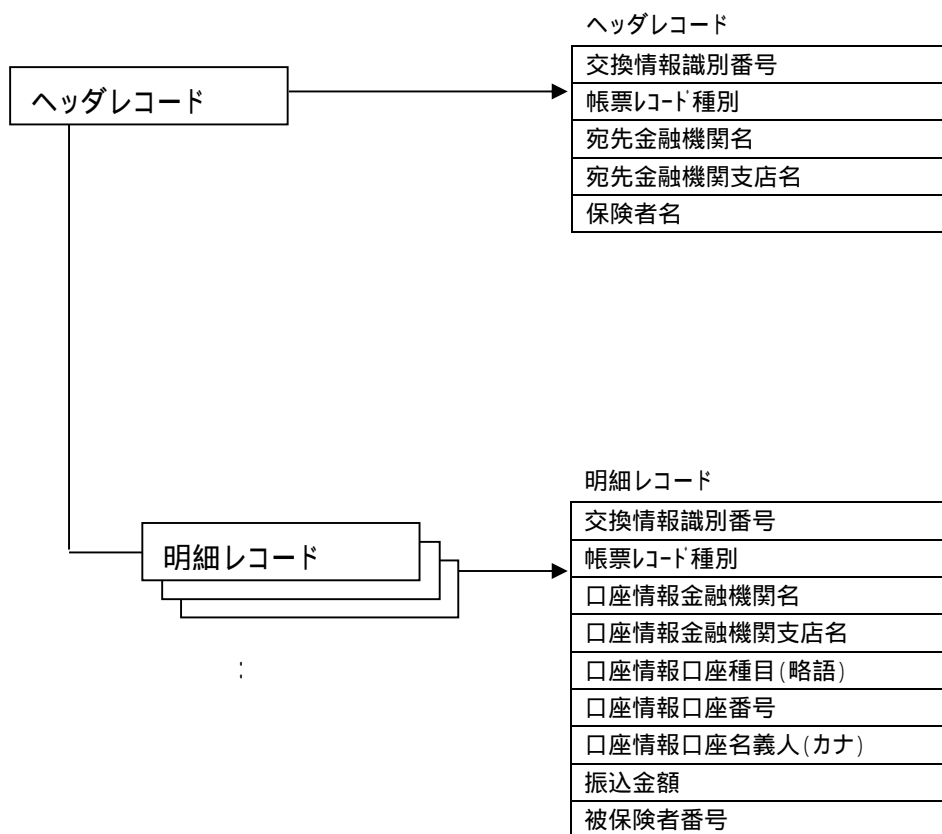 ヘッダレコード
ヘッダレコード
交換情報識別番号
帳票ﾚｺｰﾄﾞ種別
宛先金融機関名
宛先金融機関支店名
保険者名
明細レコード
明細レコード
交換情報識別番号
帳票ﾚｺｰﾄﾞ種別
口座情報金融機関名
口座情報金融機関支店名
口座情報口座種目(略語)
口座情報口座番号
口座情報口座名義人(カナ)
振込金額
被保険者番号
: